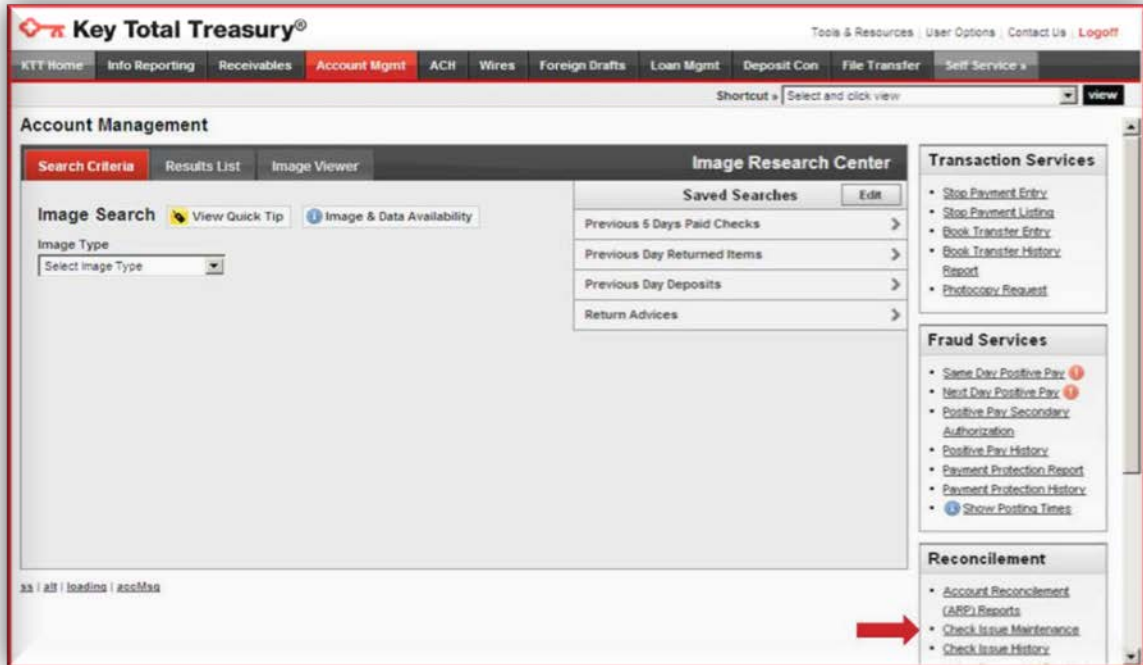 Key Total Treasury®
Tools & Resources | User Options | Contact Us | Logoff
KTT Home Info Reporting Receivables Account Mgmt ACH Wires Foreign Drafts Loan Mgmt Deposit Con File Transfer Self Service »
Shortcut » Select and click view view
Account Management
Search Criteria Results List Image Viewer Image Research Center
Image Search View Quick Tip Image & Data Availability
Image Type
Select Image Type
Saved Searches Edit
Previous 5 Days Paid Checks
Previous Day Returned Items
Previous Day Deposits
Return Advices
Transaction Services
• Stop Payment Entry
• Stop Payment Listing
• Book Transfer Entry
• Book Transfer History
Report
• Photocopy Request
Fraud Services
• Same Day Positive Pay
• Next Day Positive Pay
• Positive Pay Secondary
Authorization
• Positive Pay History
• Payment Protection Report
• Payment Protection History
• Show Posting Times
Reconcilement
• Account Reconcilement
(ARP) Reports
• Check Issue Maintenance
• Check Issue History
ss | alt | loading | accMsg